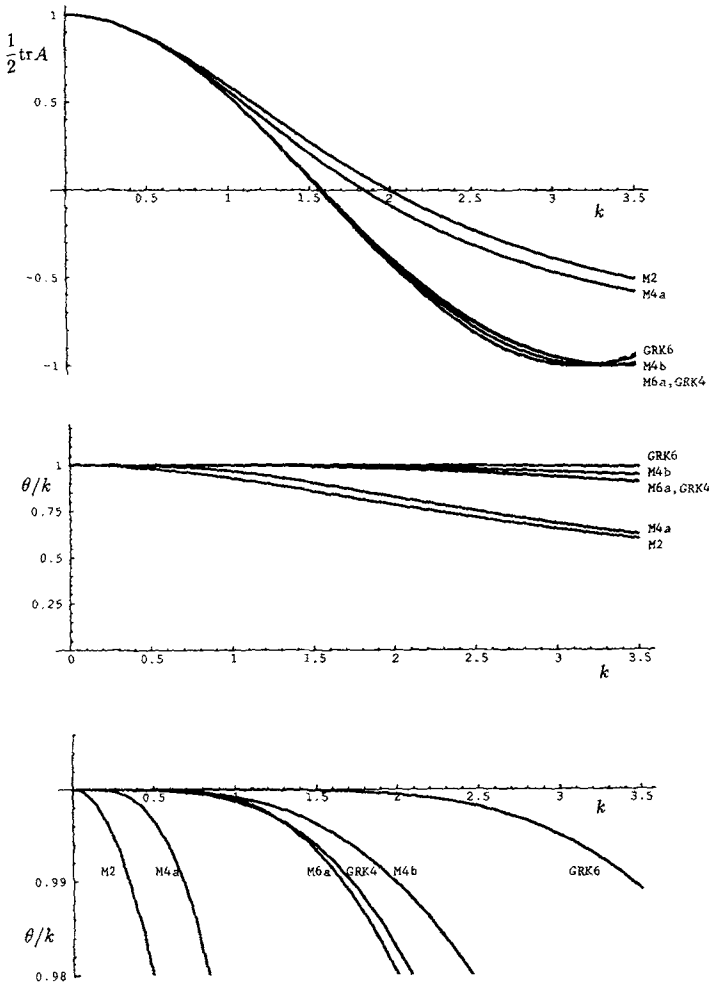 1
1/2 tr A
0.5
0.5 1 1.5 2 2.5 3 3.5
k
-0.5
M2
M4a
-1
GRK6
M4b
M6a, GRK4
1
θ/k
0.75
0.5
0.25
GRK6
M4b
M6a, GRK4
M4a
M2
0 0.5 1 1.5 2 2.5 3 3.5
k
0.5 1 1.5 2 2.5 3 3.5
k
0.99
M2 M4a M6a GRK4 M4b GRK6
θ/k
0.98